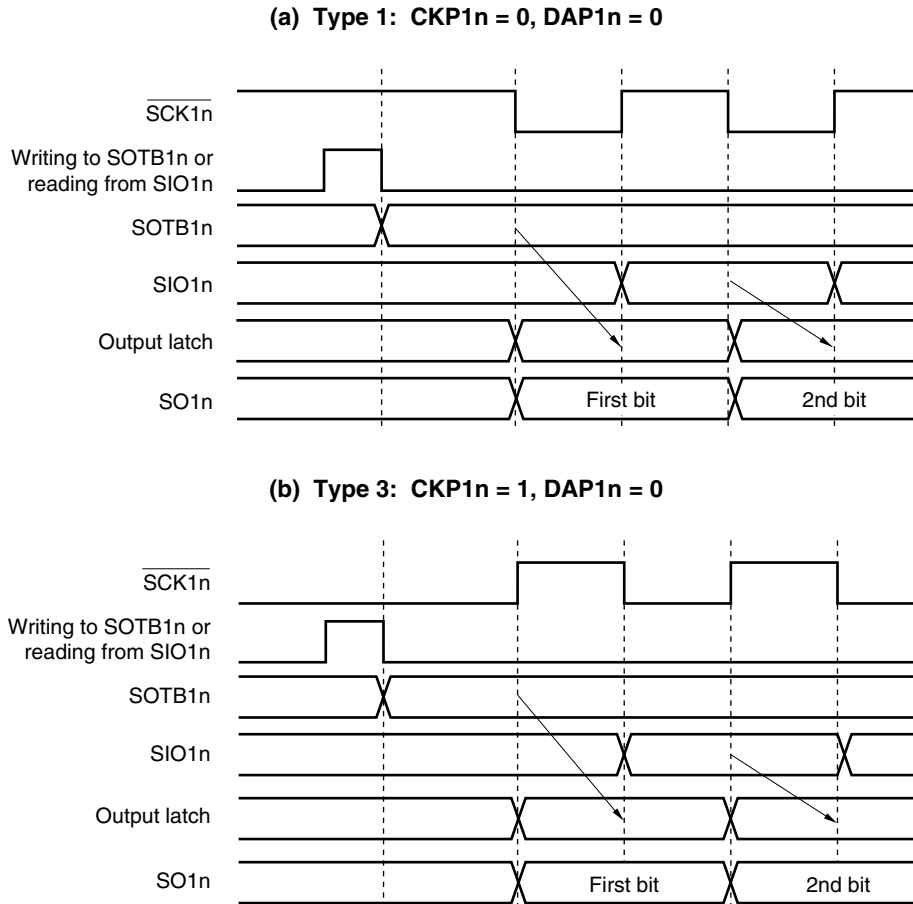 (a) Type 1: CKP1n = 0, DAP1n = 0
SCK1n
Writing to SOTB1n or
reading from SIO1n
SOTB1n
SIO1n
Output latch
SO1n
First bit
2nd bit
(b) Type 3: CKP1n = 1, DAP1n = 0
SCK1n
Writing to SOTB1n or
reading from SIO1n
SOTB1n
SIO1n
Output latch
SO1n
First bit
2nd bit